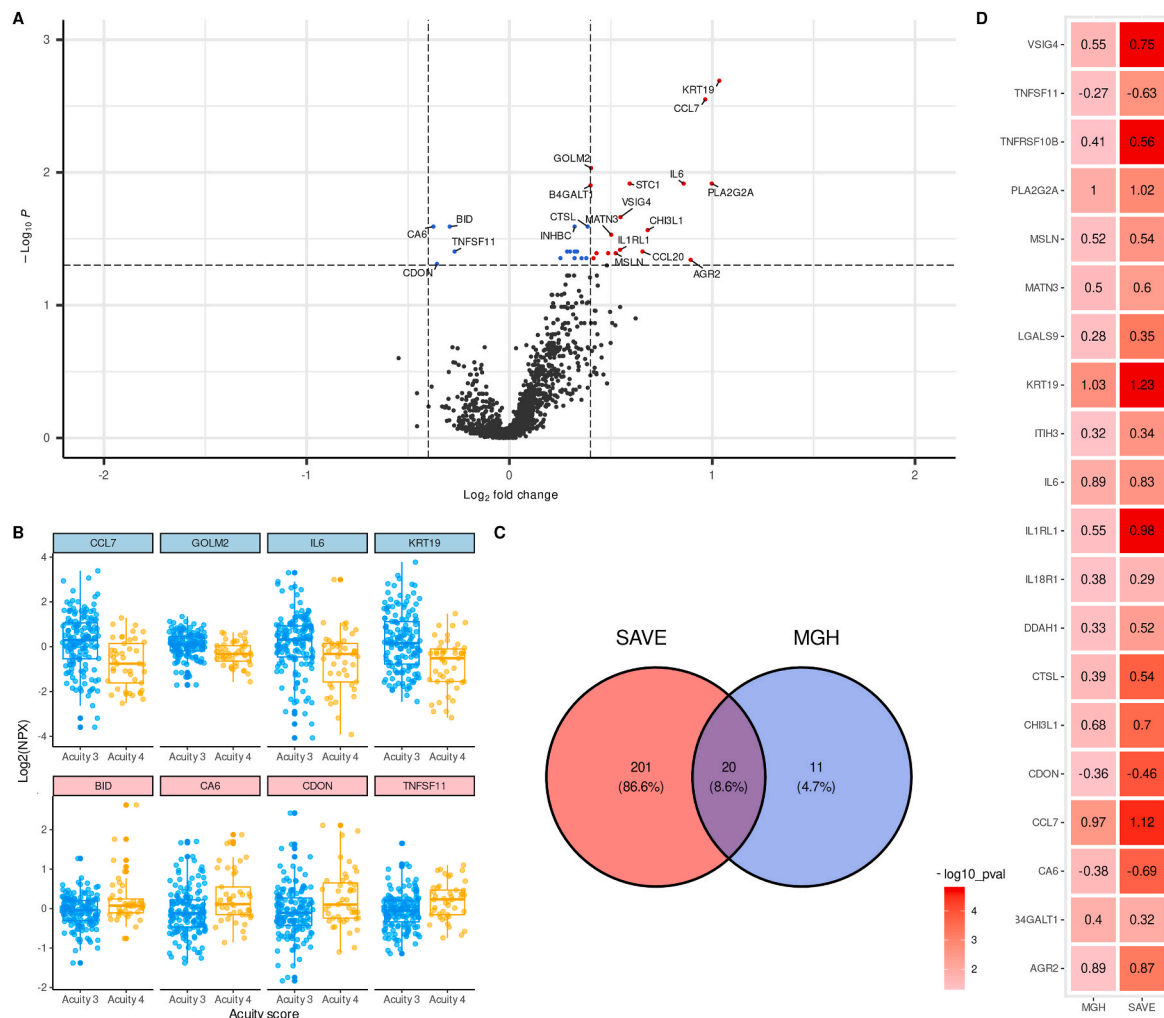 A
3
2
1
0
-2
-1
0
1
2
− Log10 P
Log2 fold change
KRT19
CCL7
GOLM2
B4GALT1
STC1
IL6
PLA2G2A
VSIG4
CTSL
MATN3
CHI3L1
INHBC
IL1RL1
MSLN
CCL20
AGR2
BID
CA6
TNFSF11
CDON
B
CCL7 GOLM2 IL6 KRT19
4
2
0
-2
-4
Acuity 3 Acuity 4 Acuity 3 Acuity 4 Acuity 3 Acuity 4 Acuity 3 Acuity 4
Log2(NPX)
BID CA6 CDON TNFSF11
2
1
0
-1
-2
Acuity 3 Acuity 4 Acuity 3 Acuity 4 Acuity 3 Acuity 4 Acuity 3 Acuity 4
Acuity score
C
SAVE MGH
201 20 11
(86.6%) (8.6%) (4.7%)
D
VSIG4 0.55 0.75
TNFSF11 -0.27 -0.63
TNFRSF10B 0.41 0.56
PLA2G2A 1 1.02
MSLN 0.52 0.54
MATN3 0.5 0.6
LGALS9 0.28 0.35
KRT19 1.03 1.23
ITIH3 0.32 0.34
IL6 0.89 0.83
IL1RL1 0.55 0.98
IL18R1 0.38 0.29
DDAH1 0.33 0.52
CTSL 0.39 0.54
CHI3L1 0.68 0.7
CDON -0.36 -0.46
CCL7 0.97 1.12
CA6 -0.38 -0.69
34GALT1 0.4 0.32
AGR2 0.89 0.87
MGH SAVE
- log10_pval
4
3
2